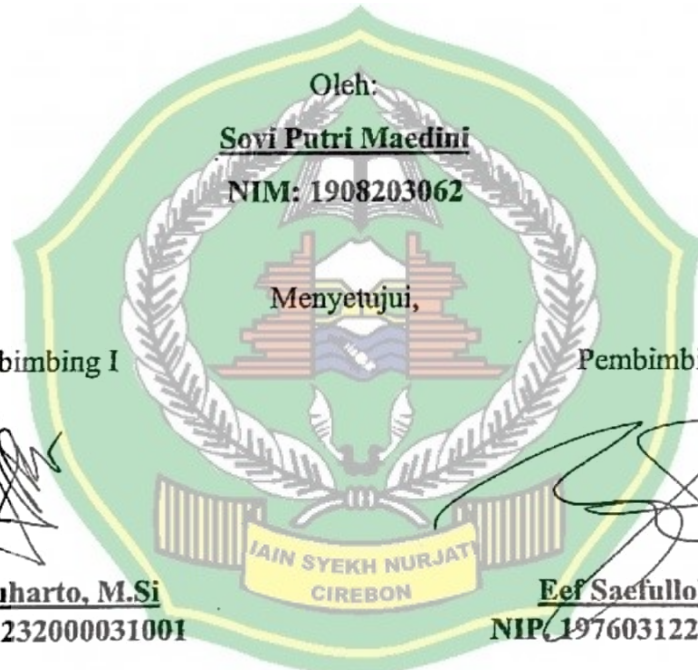 Oleh:
Sovi Putri Maedini
NIM: 1908203062
Menyetujui,
bimbing I
Pembimbi
uharto, M.Si
232000031001
Eef Saefullo
NIP. 197603122
IAIN SYEKH NURJATI
CIREBON